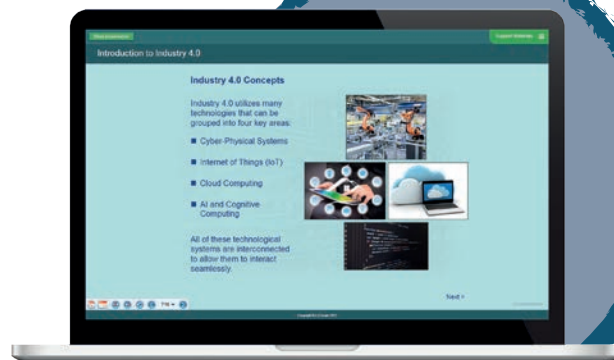 Support Materials
Introduction to Industry 4.0
Industry 4.0 Concepts
Industry 4.0 utilizes many
technologies that can be
grouped into four key areas:
Cyber-Physical Systems
Internet of Things (IoT)
Cloud Computing
AI and Cognitive
Computing
All of these technological
systems are interconnected
to allow them to interact
seamlessly.
Next >